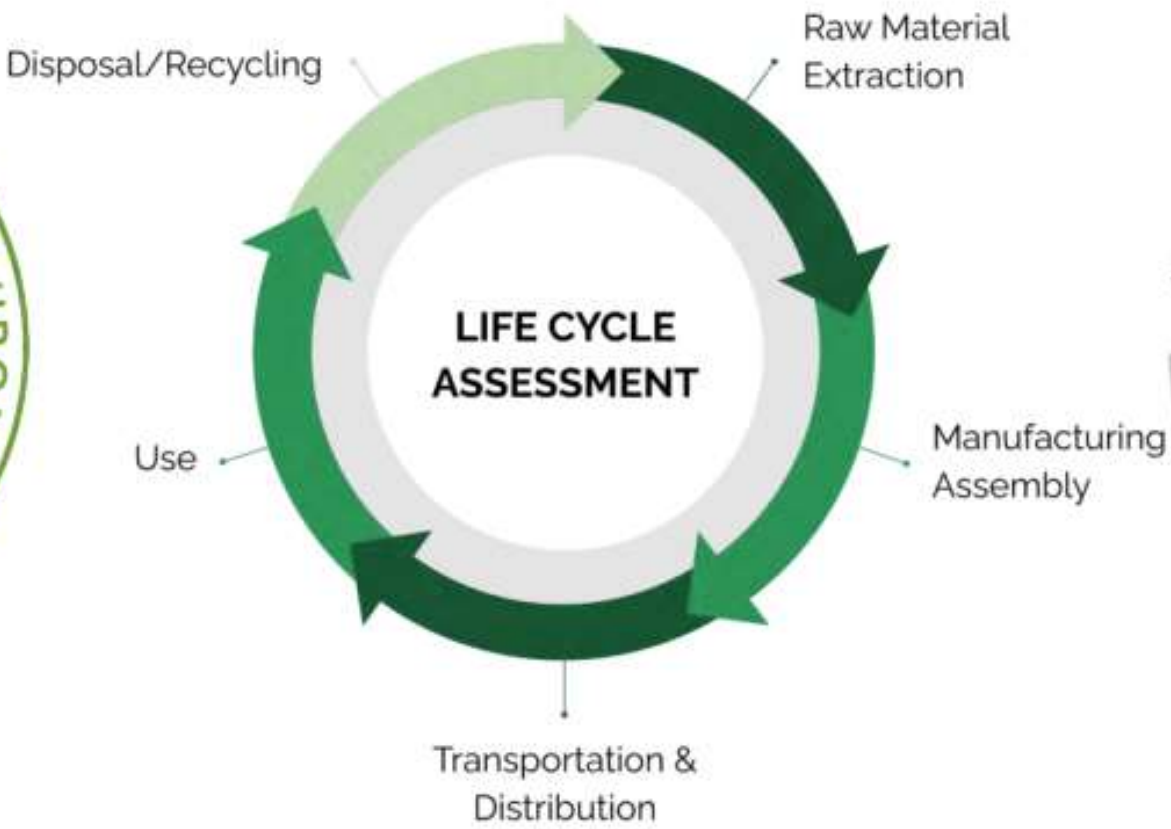 Disposal/Recycling
Raw Material
Extraction
LIFE CYCLE
ASSESSMENT
Use
Manufacturing
Assembly
Transportation &
Distribution